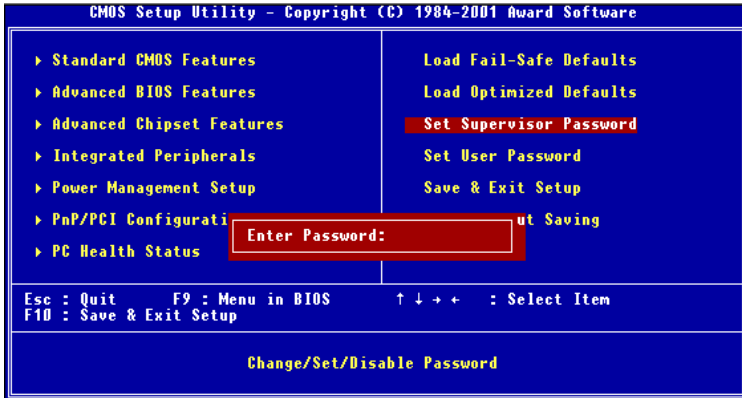 CMOS Setup Utility - Copyright (C) 1984-2001 Award Software
▸ Standard CMOS Features
▸ Advanced BIOS Features
▸ Advanced Chipset Features
▸ Integrated Peripherals
▸ Power Management Setup
▸ PnP/PCI Configurati
▸ PC Health Status
Load Fail-Safe Defaults
Load Optimized Defaults
Set Supervisor Password
Set User Password
Save & Exit Setup
ut Saving
Enter Password:
Esc : Quit F9 : Menu in BIOS ↑ ↓ → ← : Select Item
F10 : Save & Exit Setup
Change/Set/Disable Password